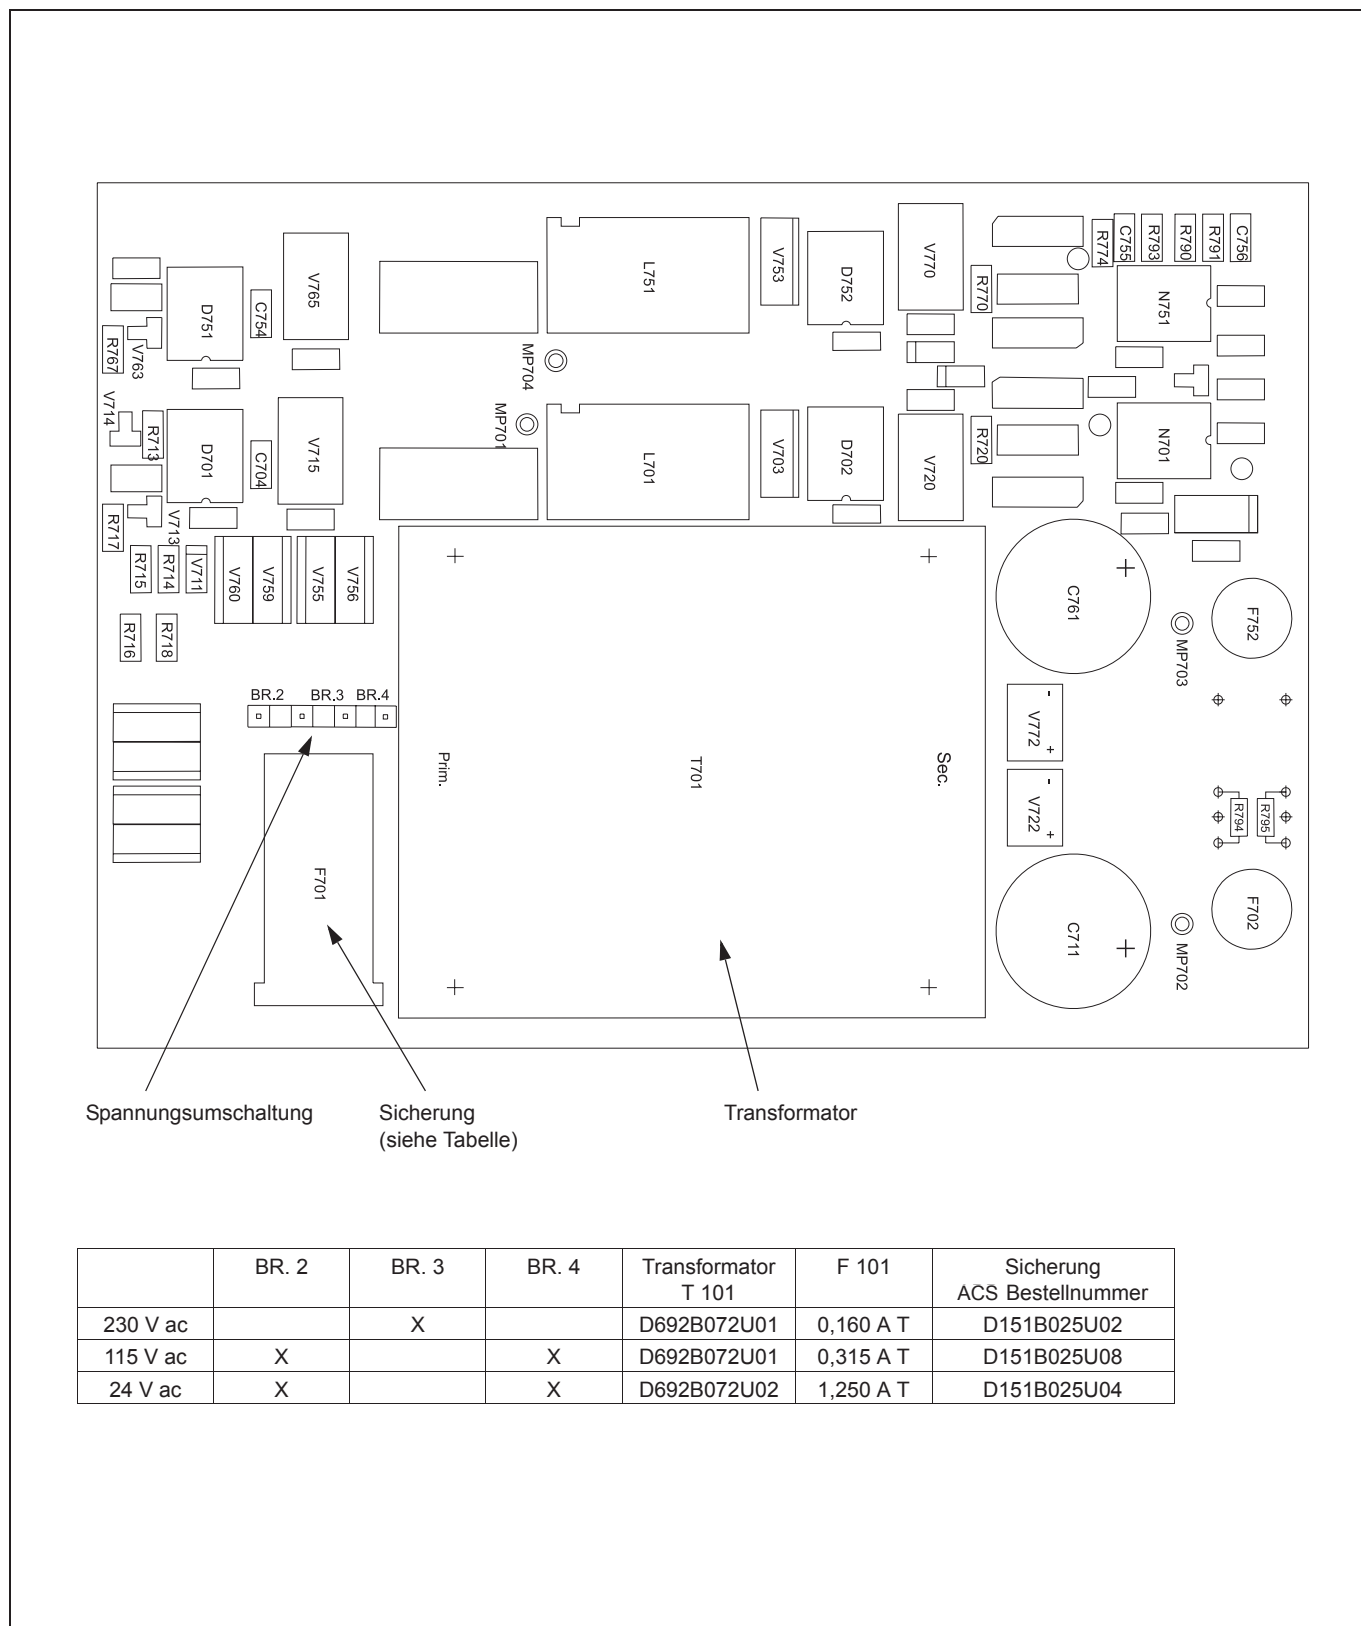 R774
C755
R793
R790
R791
C756
V765
L751
V753
D752
V770
R770
N751
D751
C754
R767
V763
MP704
V714
R713
D701
C704
V715
MP701
L701
V703
D702
V720
R720
N701
R717
V713
R715
R714
V711
V760
V759
V755
V756
R716
R718
C761
F752
MP703
BR.2 BR.3 BR.4
Prim.
T701
Sec.
- V772 +
- V722 +
R794
R795
F701
C711
F702
MP702
Spannungsumschaltung
Sicherung
(siehe Tabelle)
Transformator
BR. 2 BR. 3 BR. 4 Transformator T 101 F 101 Sicherung ACS Bestellnummer
230 V ac X D692B072U01 0,160 A T D151B025U02
115 V ac X X D692B072U01 0,315 A T D151B025U08
24 V ac X X D692B072U02 1,250 A T D151B025U04